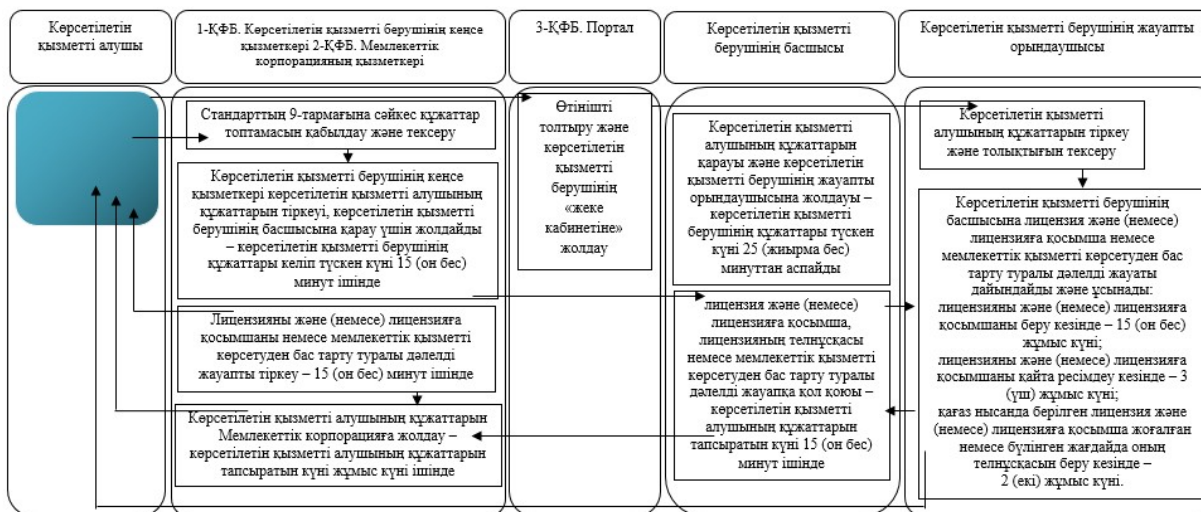 Көрсетілетін
қызметті алушы
1-ҚФБ. Көрсетілетін қызметті берушінің кеңсе
қызметкері 2-ҚФБ. Мемлекеттік
корпорацияның қызметкері
3-ҚФБ. Портал
Көрсетілетін қызметті
берушінің басшысы
Көрсетілетін қызметті берушінің жауапты
орындаушысы
Стандарттың 9-тармағына сәйкес құжаттар
топтамасын қабылдау және тексеру
Көрсетілетін қызметті берушінің кеңсе
қызметкері көрсетілетін қызметті алушының
құжаттарын тіркеуі, көрсетілетін қызметті
берушінің басшысына қарау үшін жолдайды
– көрсетілетін қызметті берушінің
құжаттары келіп түскен күні 15 (он бес)
минут ішінде
Лицензияны және (немесе) лицензияға
қосымшаны немесе мемлекеттік қызметті
көрсетуден бас тарту туралы дәлелді
жауапты тіркеу – 15 (он бес) минут ішінде
Көрсетілетін қызметті алушының құжаттарын
Мемлекеттік корпорацияға жолдау –
көрсетілетін қызметті алушының құжаттарын
тапсыратын күні жұмыс күні ішінде
Өтінішті
толтыру және
көрсетілетін
қызметті
берушінің
«жеке
кабинетіне»
жолдау
Көрсетілетін қызметті
алушының құжаттарын
қарауы және көрсетілетін
қызметті берушінің жауапты
орындаушысына жолдауы –
көрсетілетін қызметті
берушінің құжаттары түскен
күні 25 (жиырма бес)
минуттан аспайды
лицензия және (немесе)
лицензияға қосымша,
лицензияның телнұсқасы
немесе мемлекеттік қызметті
көрсетуден бас тарту туралы
дәлелді жауапқа қол қоюы –
көрсетілетін қызметті
алушының құжаттарын
тапсыратын күні 15 (он бес)
минут ішінде
Көрсетілетін қызметті
алушының құжаттарын тіркеу
және толықтығын тексеру
Көрсетілетін қызметті берушінің
басшысына лицензия және (немесе)
лицензияға қосымша немесе
мемлекеттік қызметті көрсетуден бас
тарту туралы дәлелді жауаты
дайындайды және ұсынады:
лицензияны және (немесе) лицензияға
қосымшаны беру кезінде – 15 (он бес)
жұмыс күні;
лицензияны және (немесе) лицензияға
қосымшаны қайта ресімдеу кезінде – 3
(үш) жұмыс күні;
қағаз нысанда берілген лицензия және
(немесе) лицензияға қосымша жоғалған
немесе бүлінген жағдайда оның
телнұсқасын беру кезінде –
2 (екі) жұмыс күні.